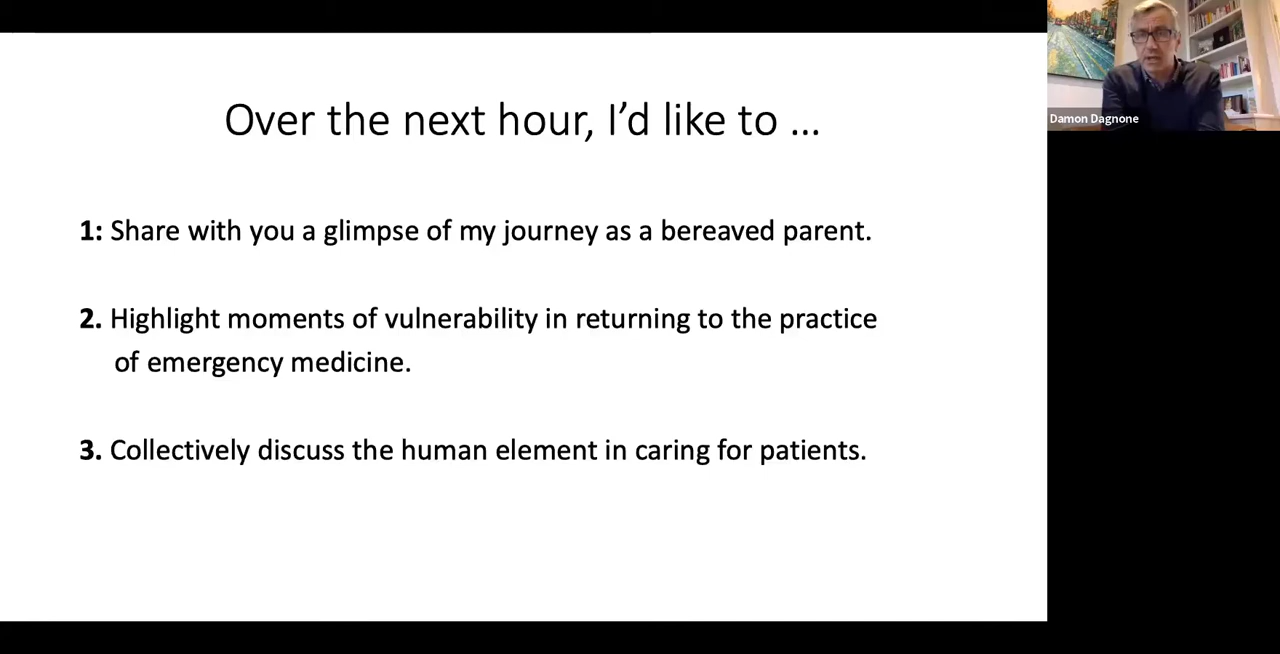 Over the next hour, I’d like to ...
Damon Dagnone
1: Share with you a glimpse of my journey as a bereaved parent.
2. Highlight moments of vulnerability in returning to the practice
of emergency medicine.
3. Collectively discuss the human element in caring for patients.